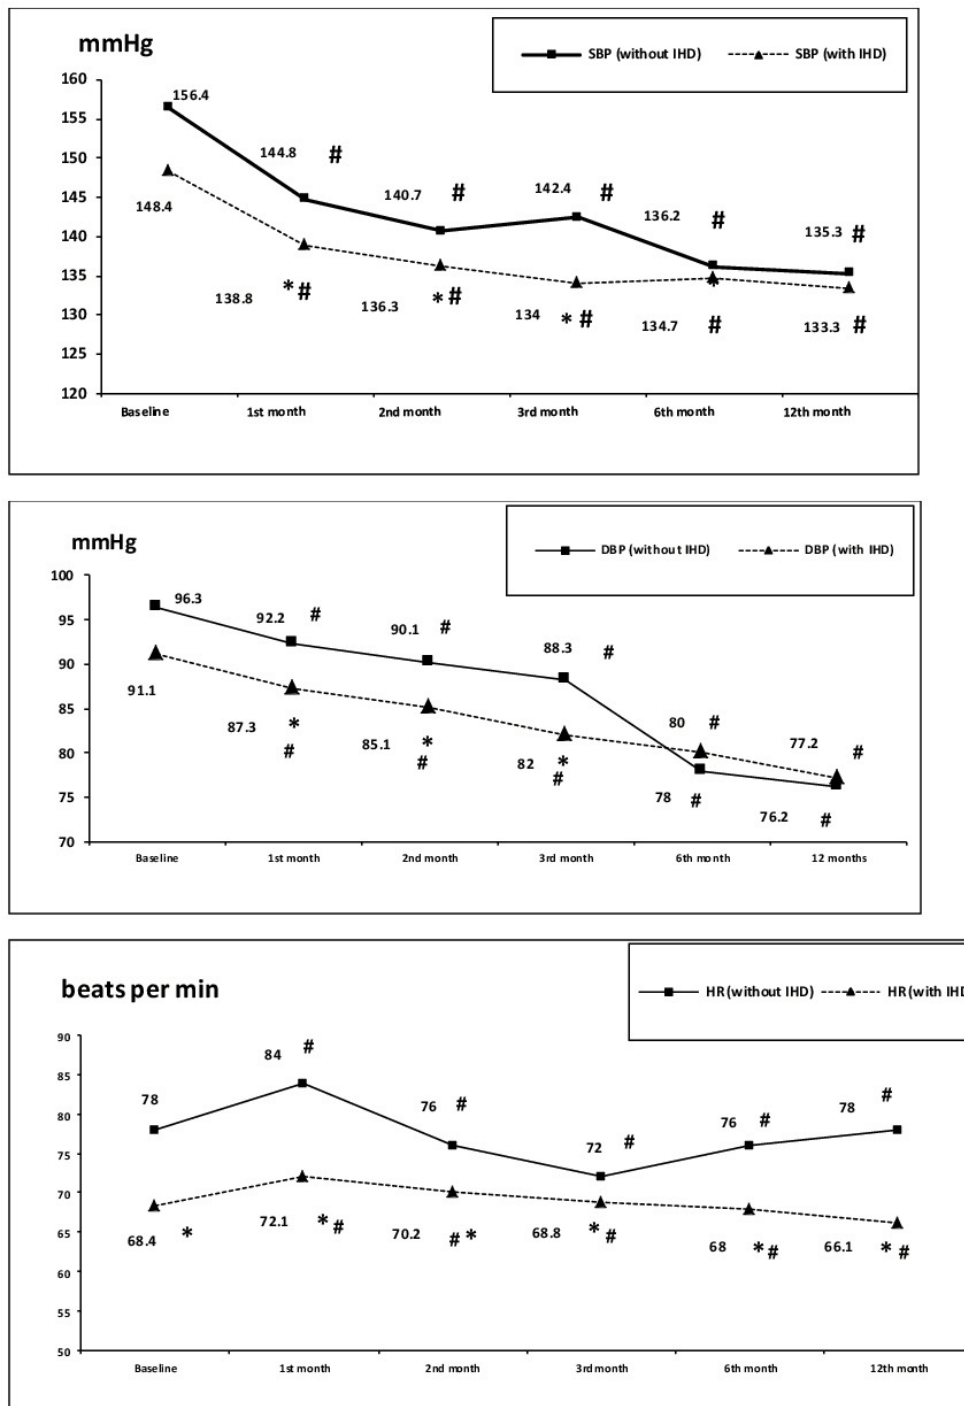 mmHg
SBP (without IHD) SBP (with IHD)
160
156.4
155
144.8 #
150
148.4
145
140.7 #
142.4 #
136.2 #
135.3 #
140
135
138.8 * #
136.3 * #
134 * #
*
134.7 #
133.3 #
130
125
120
Baseline 1st month 2nd month 3rd month 6th month 12th month
mmHg
DBP (without IHD) DBP (with IHD)
100
96.3
95
92.2 #
90.1 #
88.3 #
90
91.1
85
87.3 * #
85.1 * #
82 * #
80 #
77.2 #
80
78 #
76.2 #
75
70
Baseline 1st month 2nd month 3rd month 6th month 12 months
beats per min
HR(without IHD) HR(with IHD
90
84 #
85
78
76 #
72 #
76 #
78 #
80
75
70
65
68.4 *
72.1 * #
70.2 # *
68.8 * #
68 * #
66.1 * #
60
55
50
Baseline 1st month 2nd month 3rd month 6th month 12th month